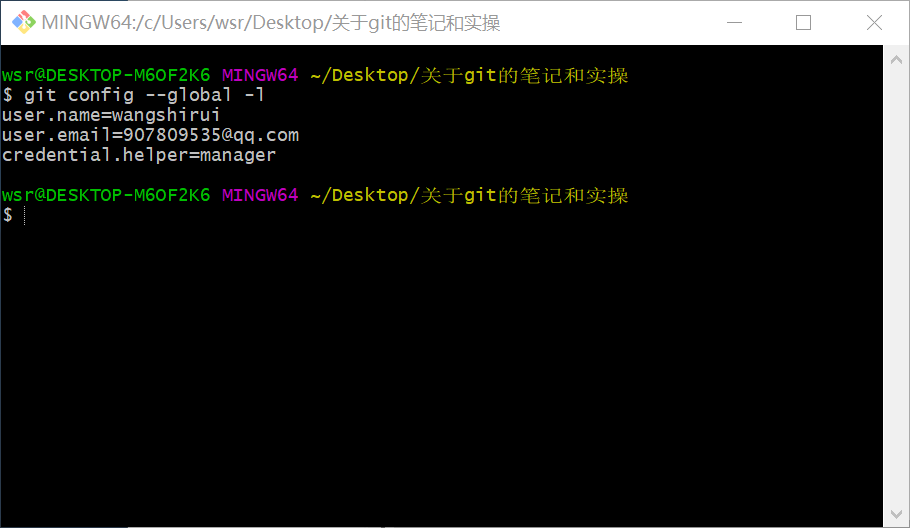 MINGW64:/c/Users/wsr/Desktop/关于git的笔记和实操
wsr@DESKTOP-M6OF2K6 MINGW64 ~/Desktop/关于git的笔记和实操
$ git config --global -l
user.name=wangshirui
user.email=907809535@qq.com
credential.helper=manager
wsr@DESKTOP-M6OF2K6 MINGW64 ~/Desktop/关于git的笔记和实操
$